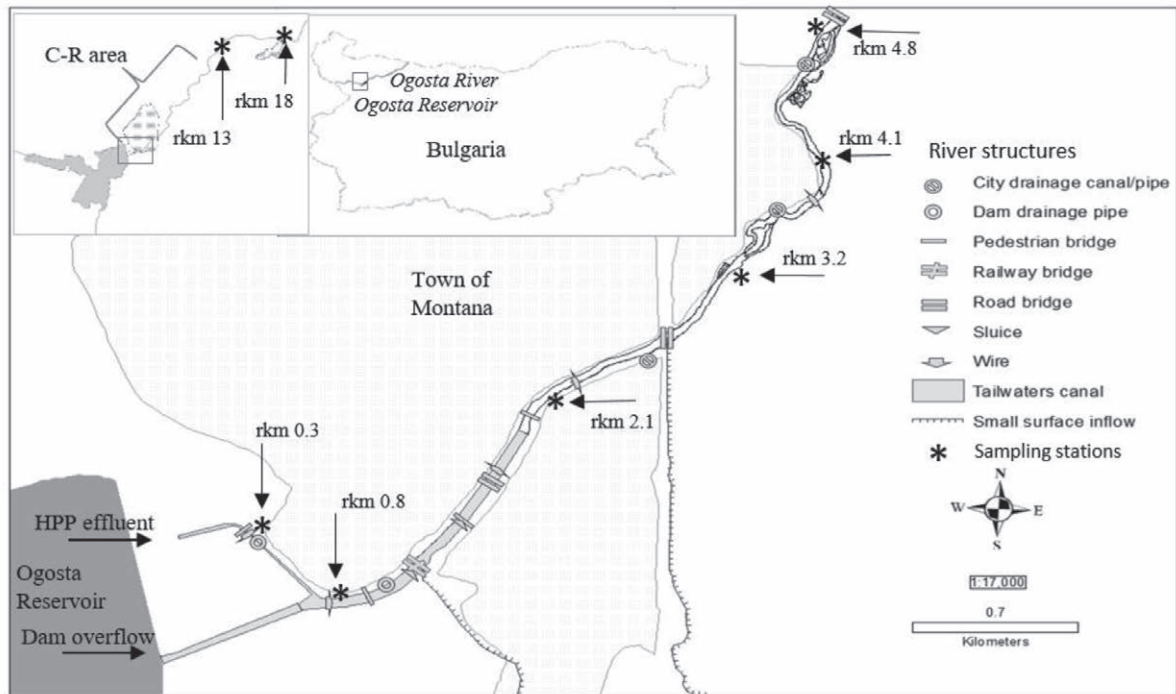 C-R area
rkm 13
rkm 18
Ogosta River
Ogosta Reservoir
Bulgaria
rkm 4.8
rkm 4.1
rkm 3.2
Town of
Montana
rkm 2.1
rkm 0.3
rkm 0.8
HPP effluent
Ogosta
Reservoir
Dam overflow
River structures
City drainage canal/pipe
Dam drainage pipe
Pedestrian bridge
Railway bridge
Road bridge
Sluice
Wire
Tailwaters canal
Small surface inflow
Sampling stations
N
W
E
S
1:17,000
0.7
Kilometers